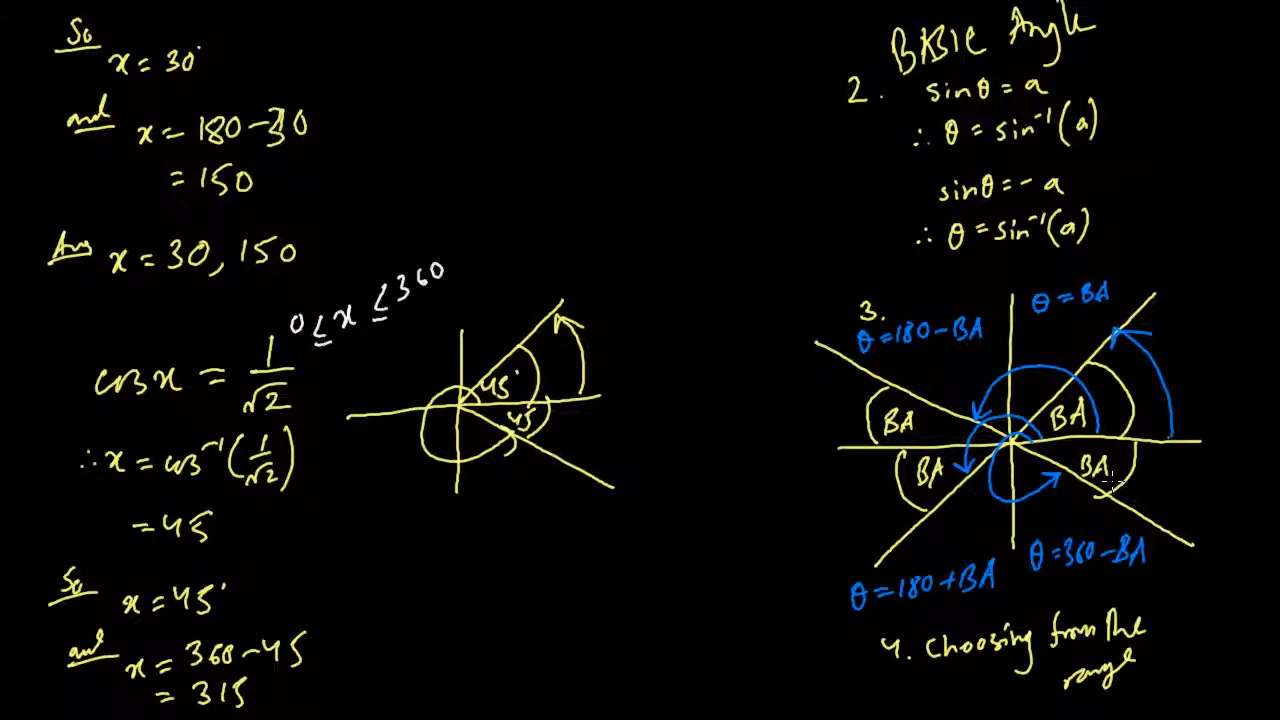 So
x = 30°
and x = 180 - 30
= 150
Ans x = 30, 150
0 ≤ x ≤ 360
cos x = 1/√2
∴ x = cos⁻¹(1/√2)
= 45
So x = 45°
and x = 360 - 45
= 315
45°
45
BASIC Angle
2. sinθ = a
∴ θ = sin⁻¹(a)
sinθ = - a
∴ θ = sin⁻¹(a)
3.
θ = BA
θ = 180 - BA
BA
BA
BA
BA
θ = 180 + BA
θ = 360 - BA
4. Choosing from the
range